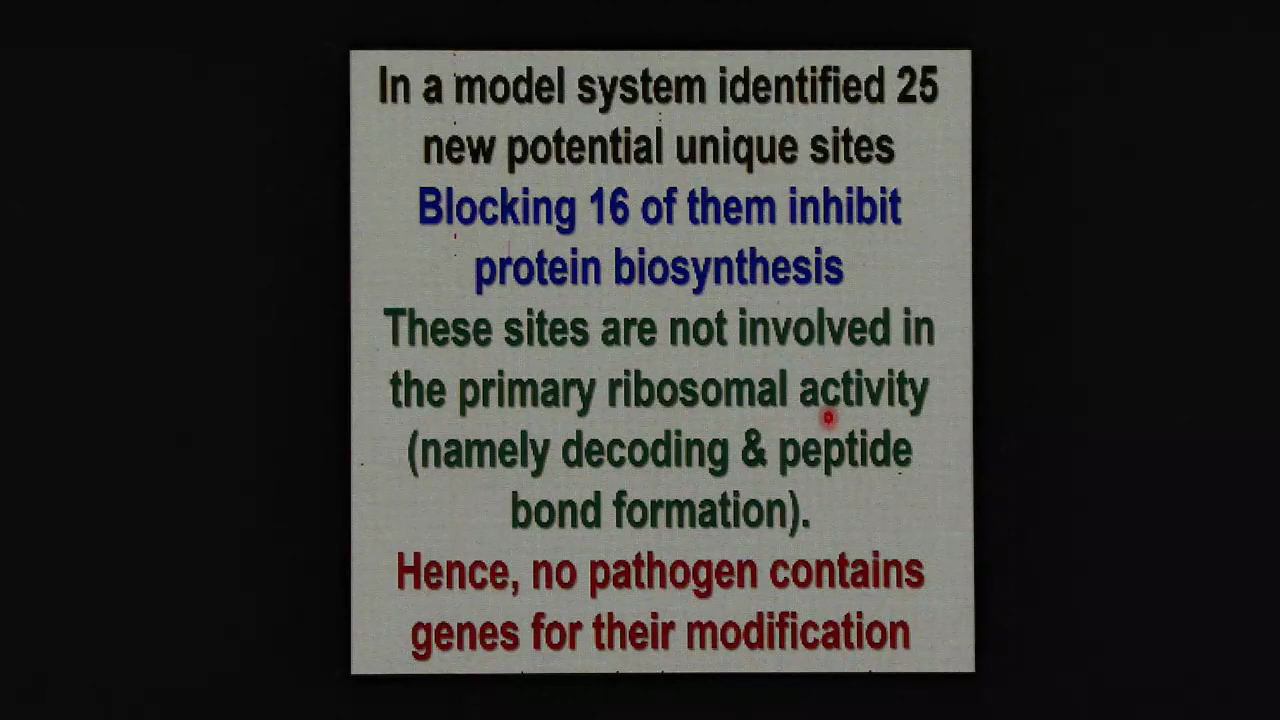 In a model system identified 25
new potential unique sites
Blocking 16 of them inhibit
protein biosynthesis
These sites are not involved in
the primary ribosomal activity
(namely decoding & peptide
bond formation).
Hence, no pathogen contains
genes for their modification